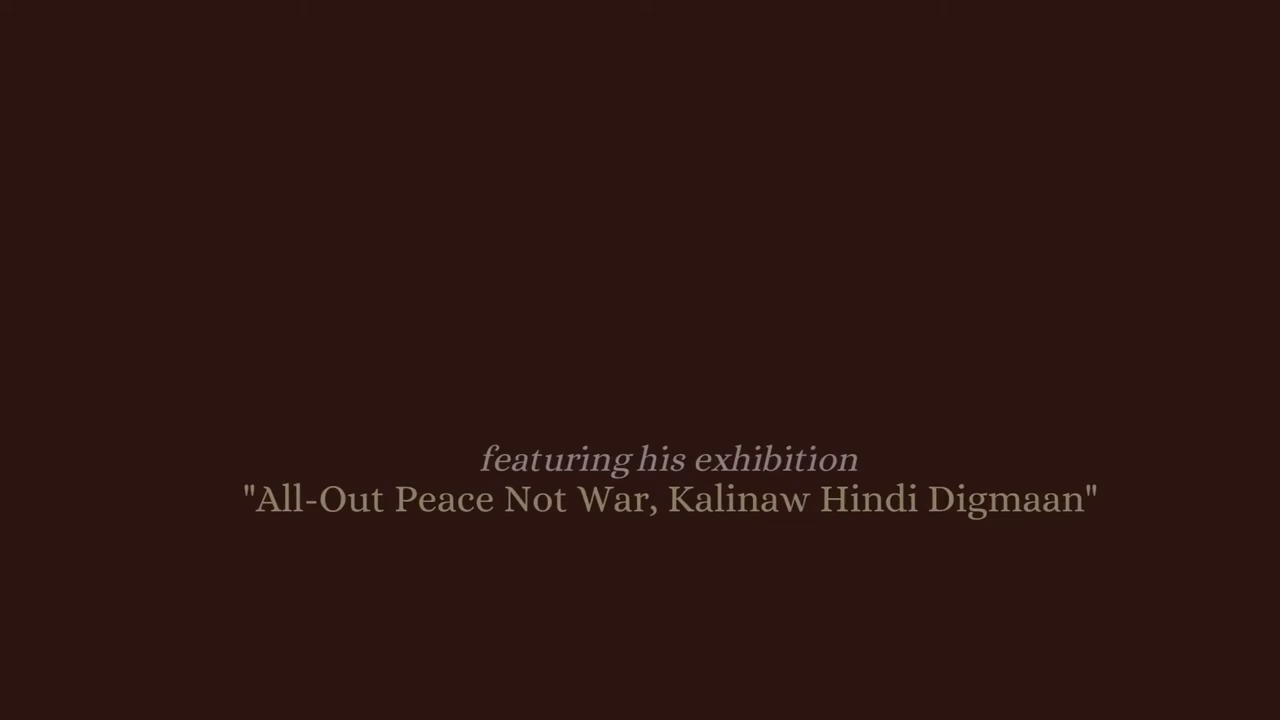 featuring his exhibition
"All-Out Peace Not War, Kalinaw Hindi Digmaan"